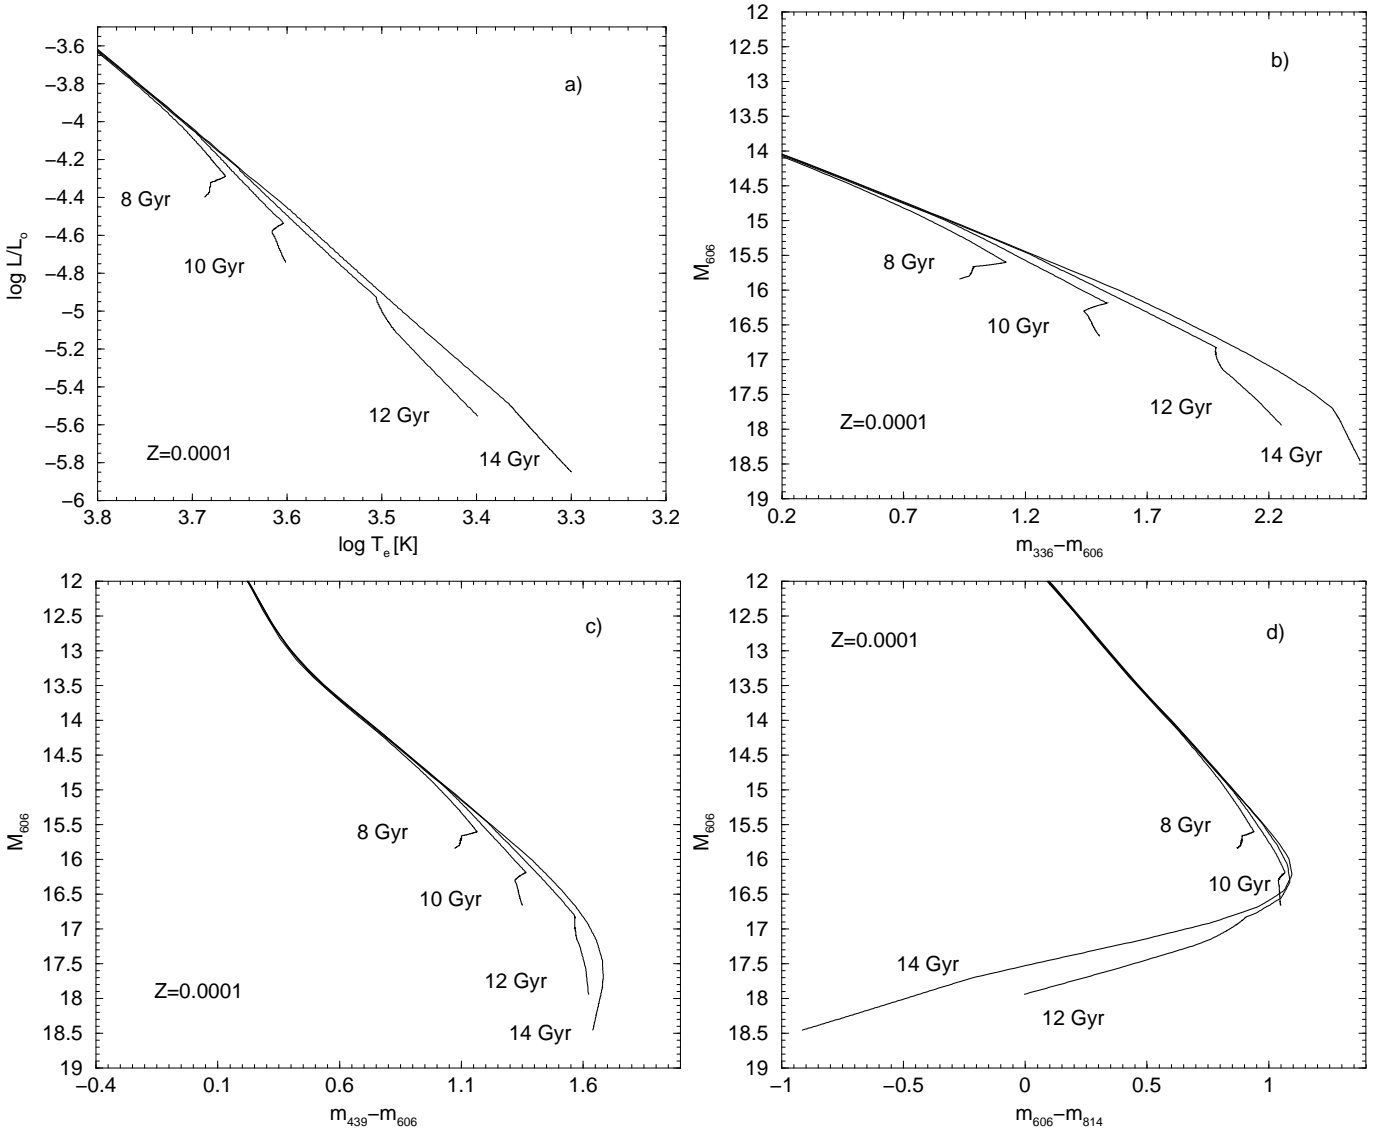 a)
−3.6
−3.8
−4
−4.2
−4.4
−4.6
−4.8
−5
−5.2
−5.4
−5.6
−5.8
−6
log L/Lo
8 Gyr
10 Gyr
12 Gyr
14 Gyr
Z=0.0001
3.8 3.7 3.6 3.5 3.4 3.3 3.2
log Te [K]
b)
12
12.5
13
13.5
14
14.5
15
15.5
16
16.5
17
17.5
18
18.5
19
M606
8 Gyr
10 Gyr
12 Gyr
14 Gyr
Z=0.0001
0.2 0.7 1.2 1.7 2.2
m336−m606
c)
12
12.5
13
13.5
14
14.5
15
15.5
16
16.5
17
17.5
18
18.5
19
M606
8 Gyr
10 Gyr
12 Gyr
14 Gyr
Z=0.0001
−0.4 0.1 0.6 1.1 1.6
m439−m606
d)
Z=0.0001
12
12.5
13
13.5
14
14.5
15
15.5
16
16.5
17
17.5
18
18.5
19
M606
8 Gyr
10 Gyr
14 Gyr
12 Gyr
−1 −0.5 0 0.5 1
m606−m814